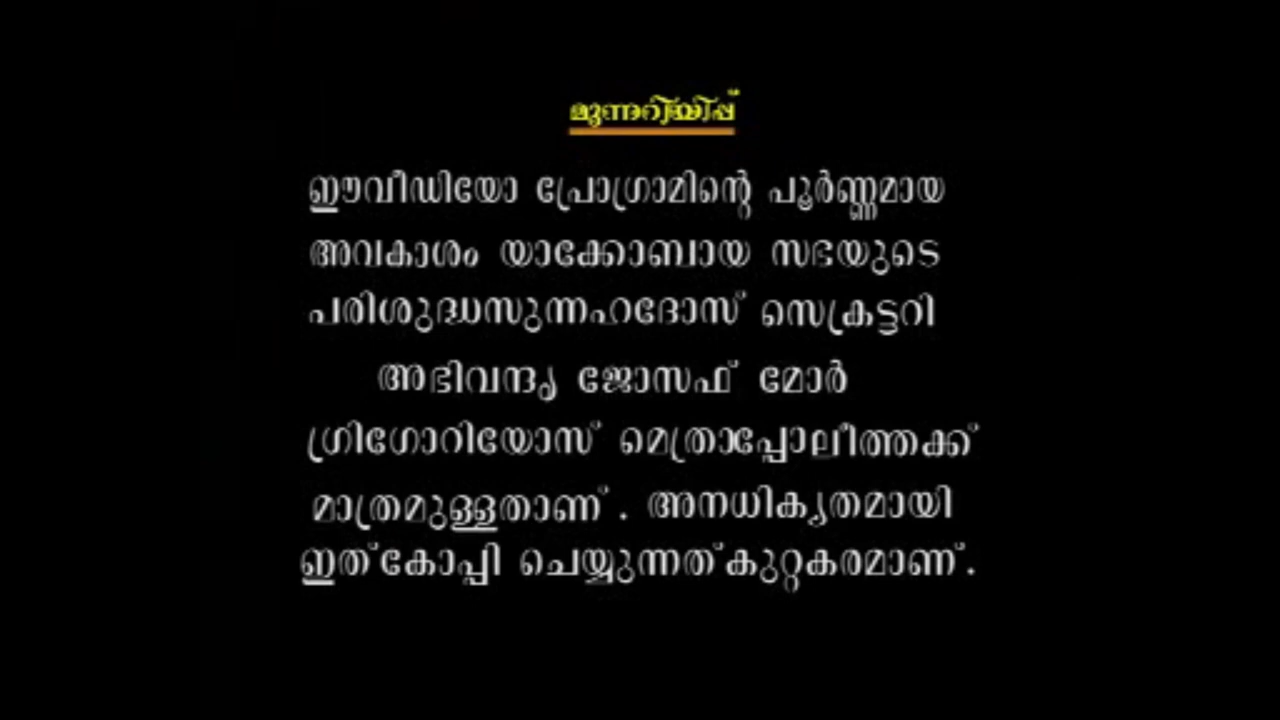 മുന്നറിയിപ്പ്
ഈവീഡിയോ പ്രോഗ്രാമിന്റെ പൂർണ്ണമായ
അവകാശം യാക്കോബായ സഭയുടെ
പരിശുദ്ധസുന്നഹദോസ് സെക്രട്ടറി
അഭിവന്ദ്യ ജോസഫ് മോർ
ഗ്രിഗോറിയോസ് മെത്രാപ്പോലീത്തക്ക്
മാത്രമുള്ളതാണ്. അനധികൃതമായി
ഇത്കോപ്പി ചെയ്യുന്നത്കുറ്റകരമാണ്.